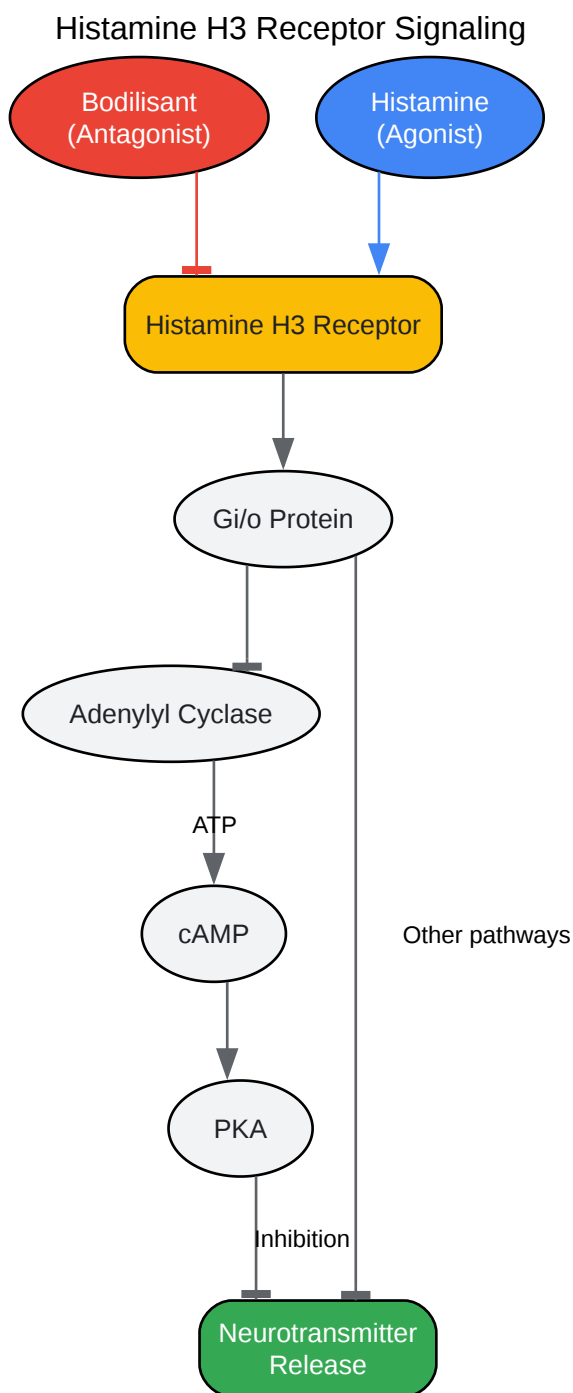 Histamine H3 Receptor Signaling
Bodilisant
(Antagonist)
Histamine
(Agonist)
Histamine H3 Receptor
Gi/o Protein
Adenylyl Cyclase
ATP
cAMP
Other pathways
PKA
Inhibition
Neurotransmitter
Release